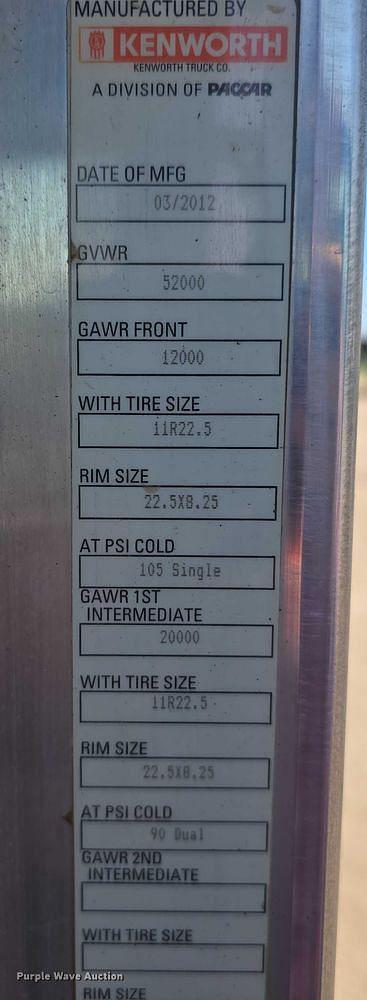 MANUFACTURED BY
KENWORTH
KENWORTH TRUCK CO.
A DIVISION OF PACCAR
DATE OF MFG
03/2012
GVWR
52000
GAWR FRONT
12000
WITH TIRE SIZE
11R22.5
RIM SIZE
22.5X8.25
AT PSI COLD
105 Single
GAWR 1ST
INTERMEDIATE
20000
WITH TIRE SIZE
11R22.5
RIM SIZE
22.5X8.25
AT PSI COLD
90 Dual
GAWR 2ND
INTERMEDIATE
WITH TIRE SIZE
Purple Wave Auction
RIM SIZE